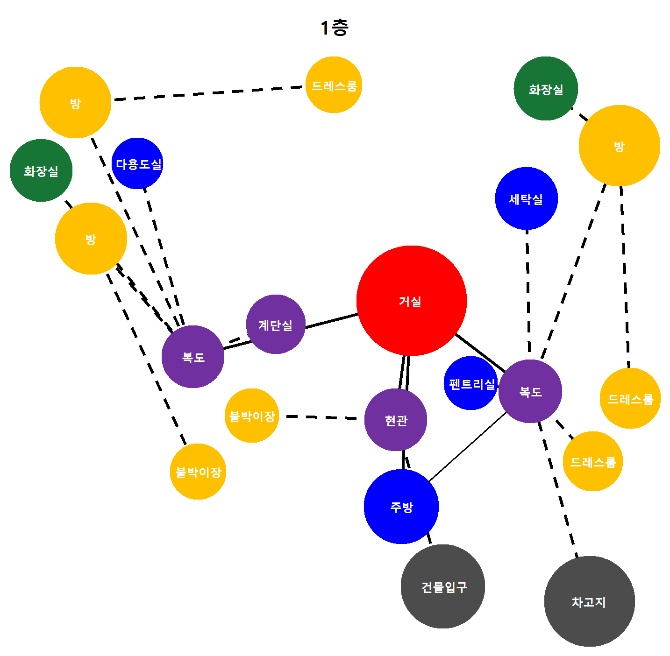 1층
드레스룸
화장실
방
방
다용도실
화장실
세탁실
방
거실
계단실
복도
펜트리실
복도
드레스룸
붙박이장
현관
드레스룸
붙박이장
주방
건물입구
차고지